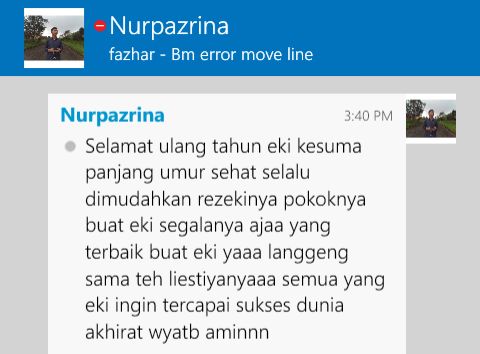 Nurpazrina
fazhar - Bm error move line
Nurpazrina 3:40 PM
Selamat ulang tahun eki kesuma
panjang umur sehat selalu
dimudahkan rezekinya pokoknya
buat eki segalanya ajaa yang
terbaik buat eki yaaa langgeng
sama teh liestiyanyaaa semua yang
eki ingin tercapai sukses dunia
akhirat wyatb aminnn